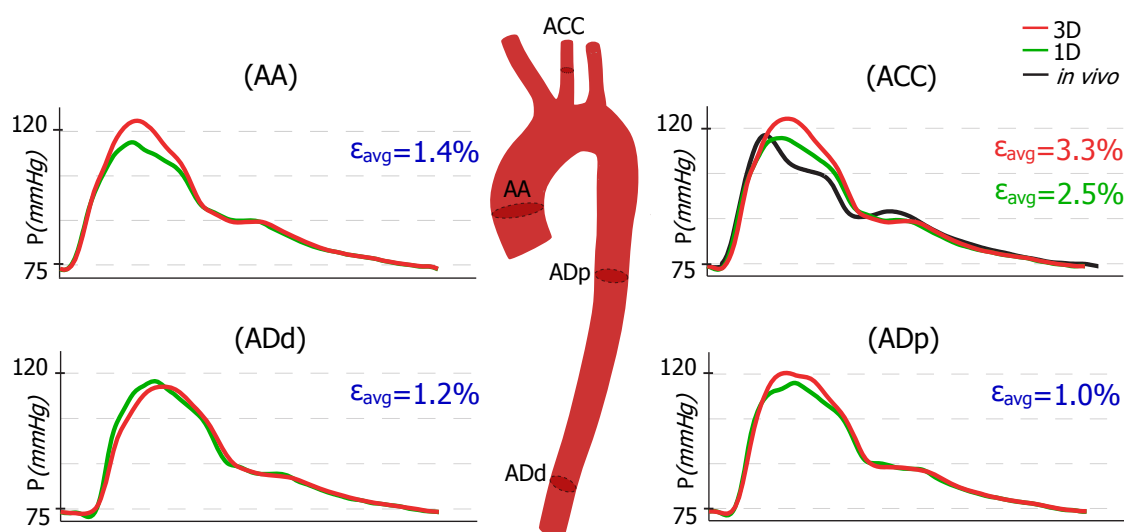 ACC
3D
1D
in vivo
(AA)
120
P(mmHg)
75
εavg=1.4%
AA
ADp
ADd
(ACC)
120
P(mmHg)
75
εavg=3.3%
εavg=2.5%
(ADd)
120
P(mmHg)
75
εavg=1.2%
(ADp)
120
P(mmHg)
75
εavg=1.0%